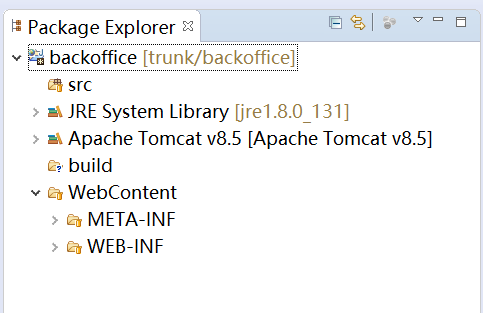 Package Explorer
backoffice [trunk/backoffice]
src
JRE System Library [jre1.8.0_131]
Apache Tomcat v8.5 [Apache Tomcat v8.5]
build
WebContent
META-INF
WEB-INF